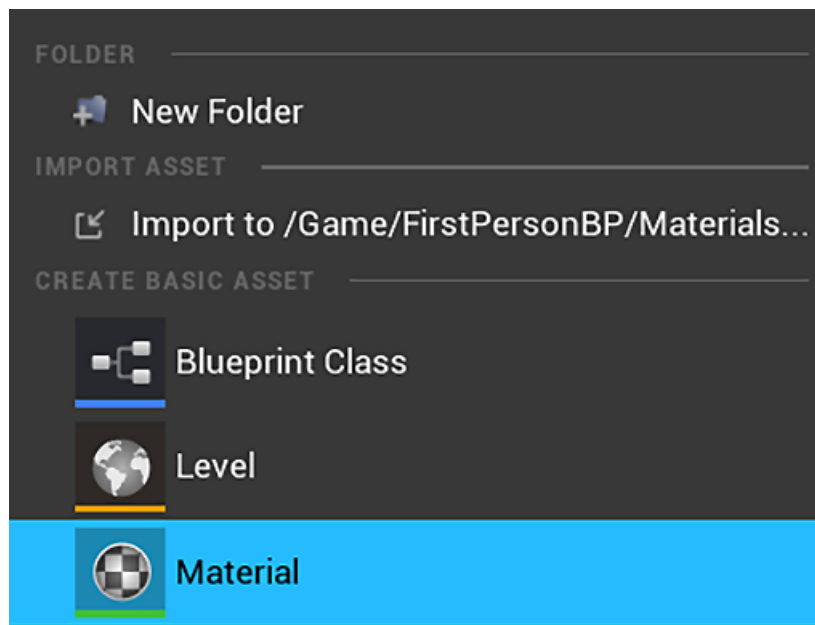 FOLDER
New Folder
IMPORT ASSET
Import to /Game/FirstPersonBP/Materials...
CREATE BASIC ASSET
Blueprint Class
Level
Material